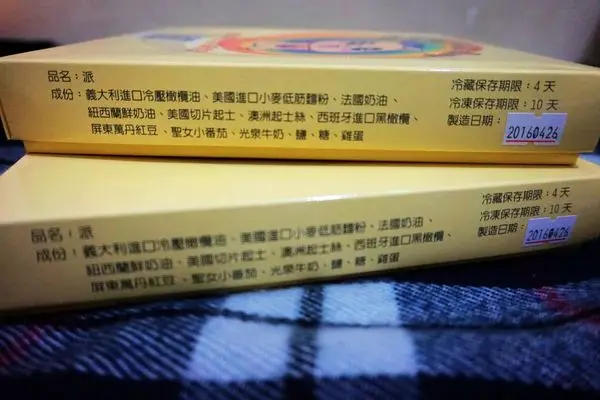 品名：派
成份：義大利進口冷壓橄欖油、美國進口小麥低筋麵粉、法國奶油、
紐西蘭鮮奶油、美國切片起士、澳洲起士絲、西班牙進口黑橄欖、
屏東萬丹紅豆、聖女小番茄、光泉牛奶、鹽、糖、雞蛋
冷藏保存期限：4天
冷凍保存期限：10天
製造日期：20160426
品名：派
成份：義大利進口冷壓橄欖油、美國進口小麥低筋麵粉、法國奶油、
紐西蘭鮮奶油、美國切片起士、澳洲起士絲、西班牙進口黑橄欖、
屏東萬丹紅豆、聖女小番茄、光泉牛奶、鹽、糖、雞蛋
冷藏保存期限：4天
冷凍保存期限：10天
製造日期：20160426